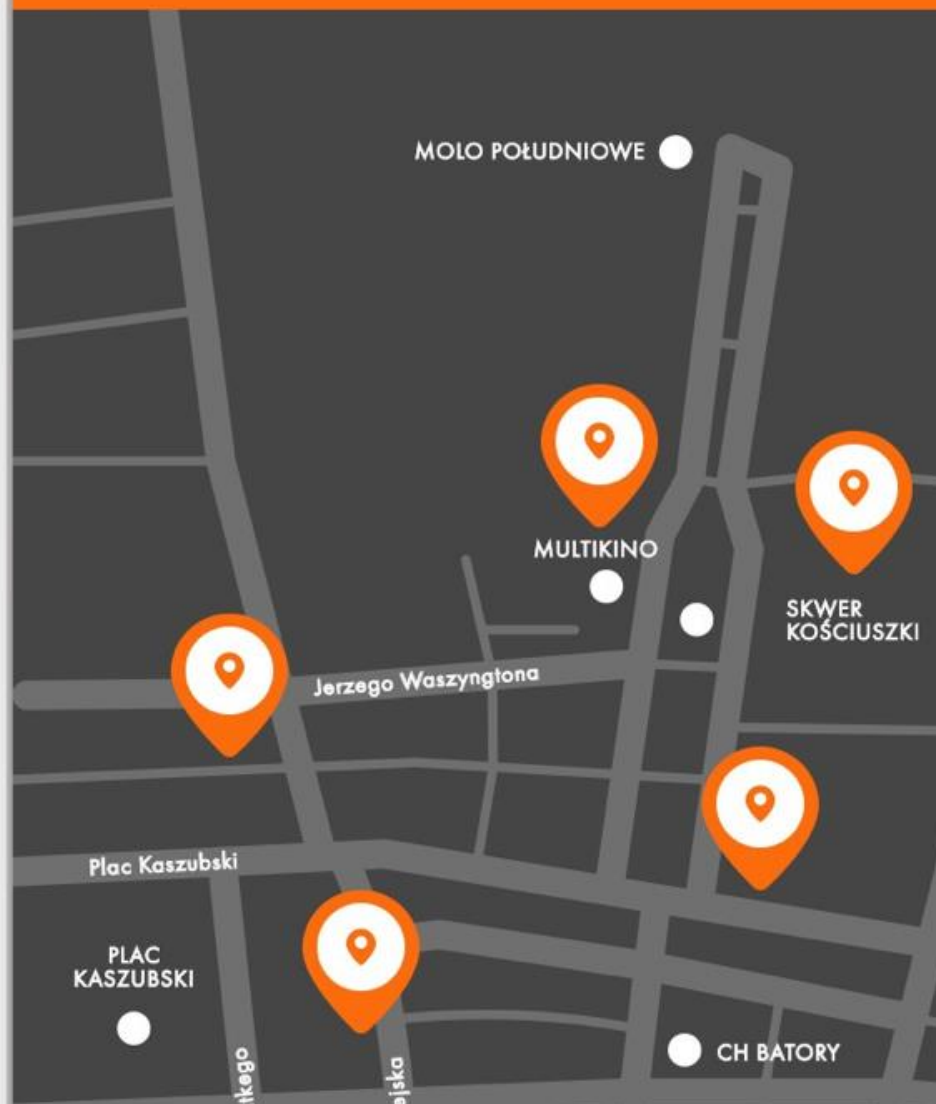 MOLO POŁUDNIOWE
MULTIKINO
SKWER
KOŚCIUSZKI
Jerzego Waszyngtona
Plac Kaszubski
PLAC
KASZUBSKI
CH BATORY